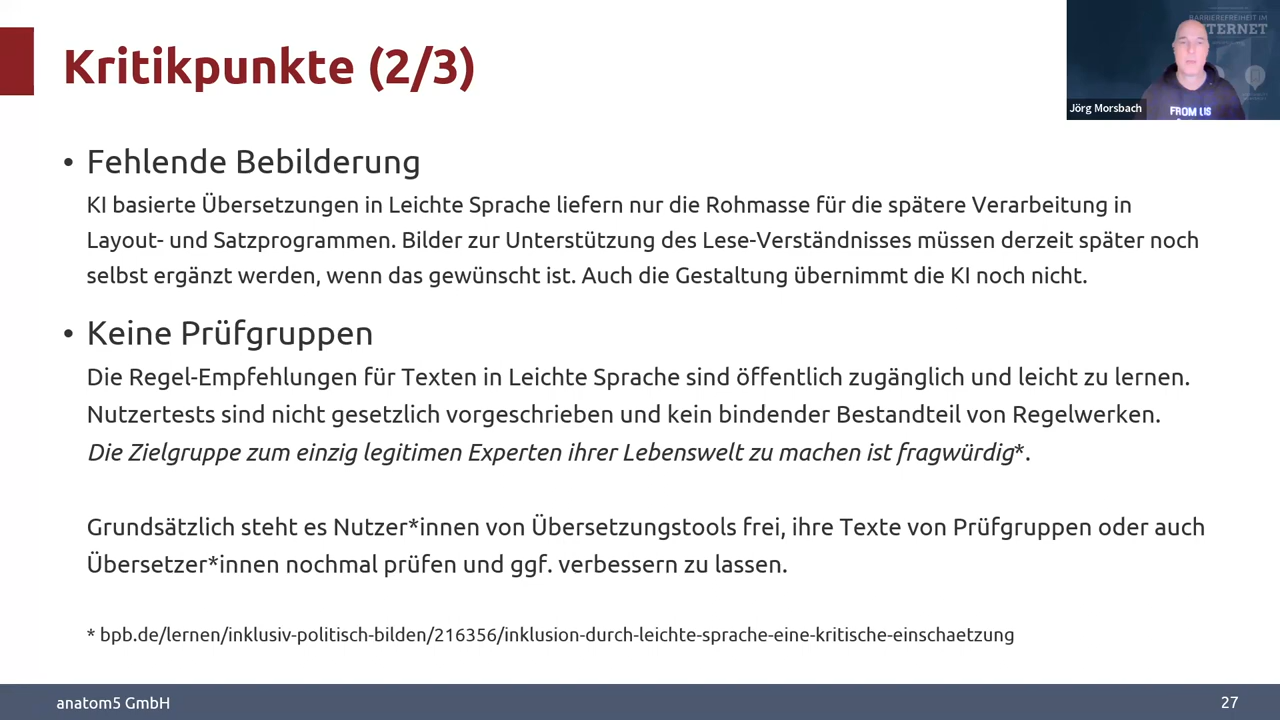 Kritikpunkte (2/3)
BARRIEREFREIHEIT IM
INTERNET
FROM US
Jörg Morsbach
• Fehlende Bebilderung
KI basierte Übersetzungen in Leichte Sprache liefern nur die Rohmasse für die spätere Verarbeitung in
Layout- und Satzprogrammen. Bilder zur Unterstützung des Lese-Verständnisses müssen derzeit später noch
selbst ergänzt werden, wenn das gewünscht ist. Auch die Gestaltung übernimmt die KI noch nicht.
• Keine Prüfgruppen
Die Regel-Empfehlungen für Texten in Leichte Sprache sind öffentlich zugänglich und leicht zu lernen.
Nutzertests sind nicht gesetzlich vorgeschrieben und kein bindender Bestandteil von Regelwerken.
Die Zielgruppe zum einzig legitimen Experten ihrer Lebenswelt zu machen ist fragwürdig*.
Grundsätzlich steht es Nutzer*innen von Übersetzungstools frei, ihre Texte von Prüfgruppen oder auch
Übersetzer*innen nochmal prüfen und ggf. verbessern zu lassen.
* bpb.de/lernen/inklusiv-politisch-bilden/216356/inklusion-durch-leichte-sprache-eine-kritische-einschaetzung
anatom5 GmbH
27